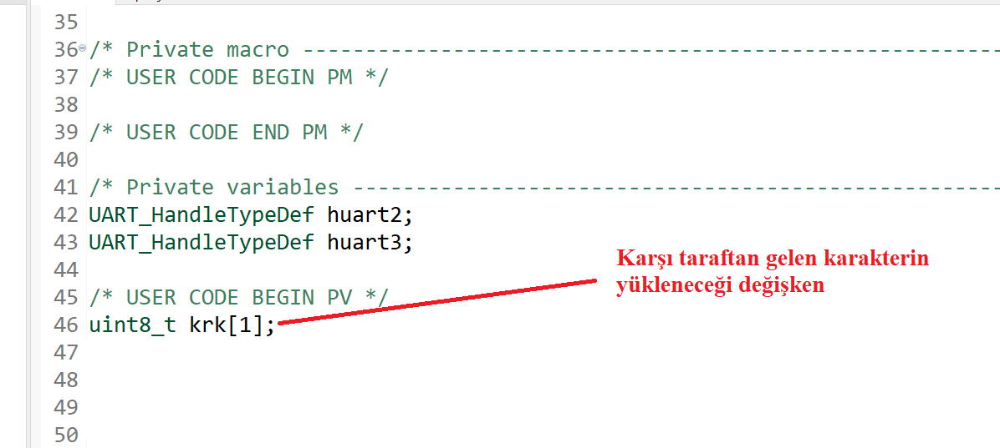 35
36 /* Private macro -----------------------------------------------------------
37 /* USER CODE BEGIN PM */
38
39 /* USER CODE END PM */
40
41 /* Private variables -------------------------------------------------------
42 UART_HandleTypeDef huart2;
43 UART_HandleTypeDef huart3;
44
Karşı taraftan gelen karakterin
yükleneceği değişken
45 /* USER CODE BEGIN PV */
46 uint8_t krk[1];
47
48
49
50